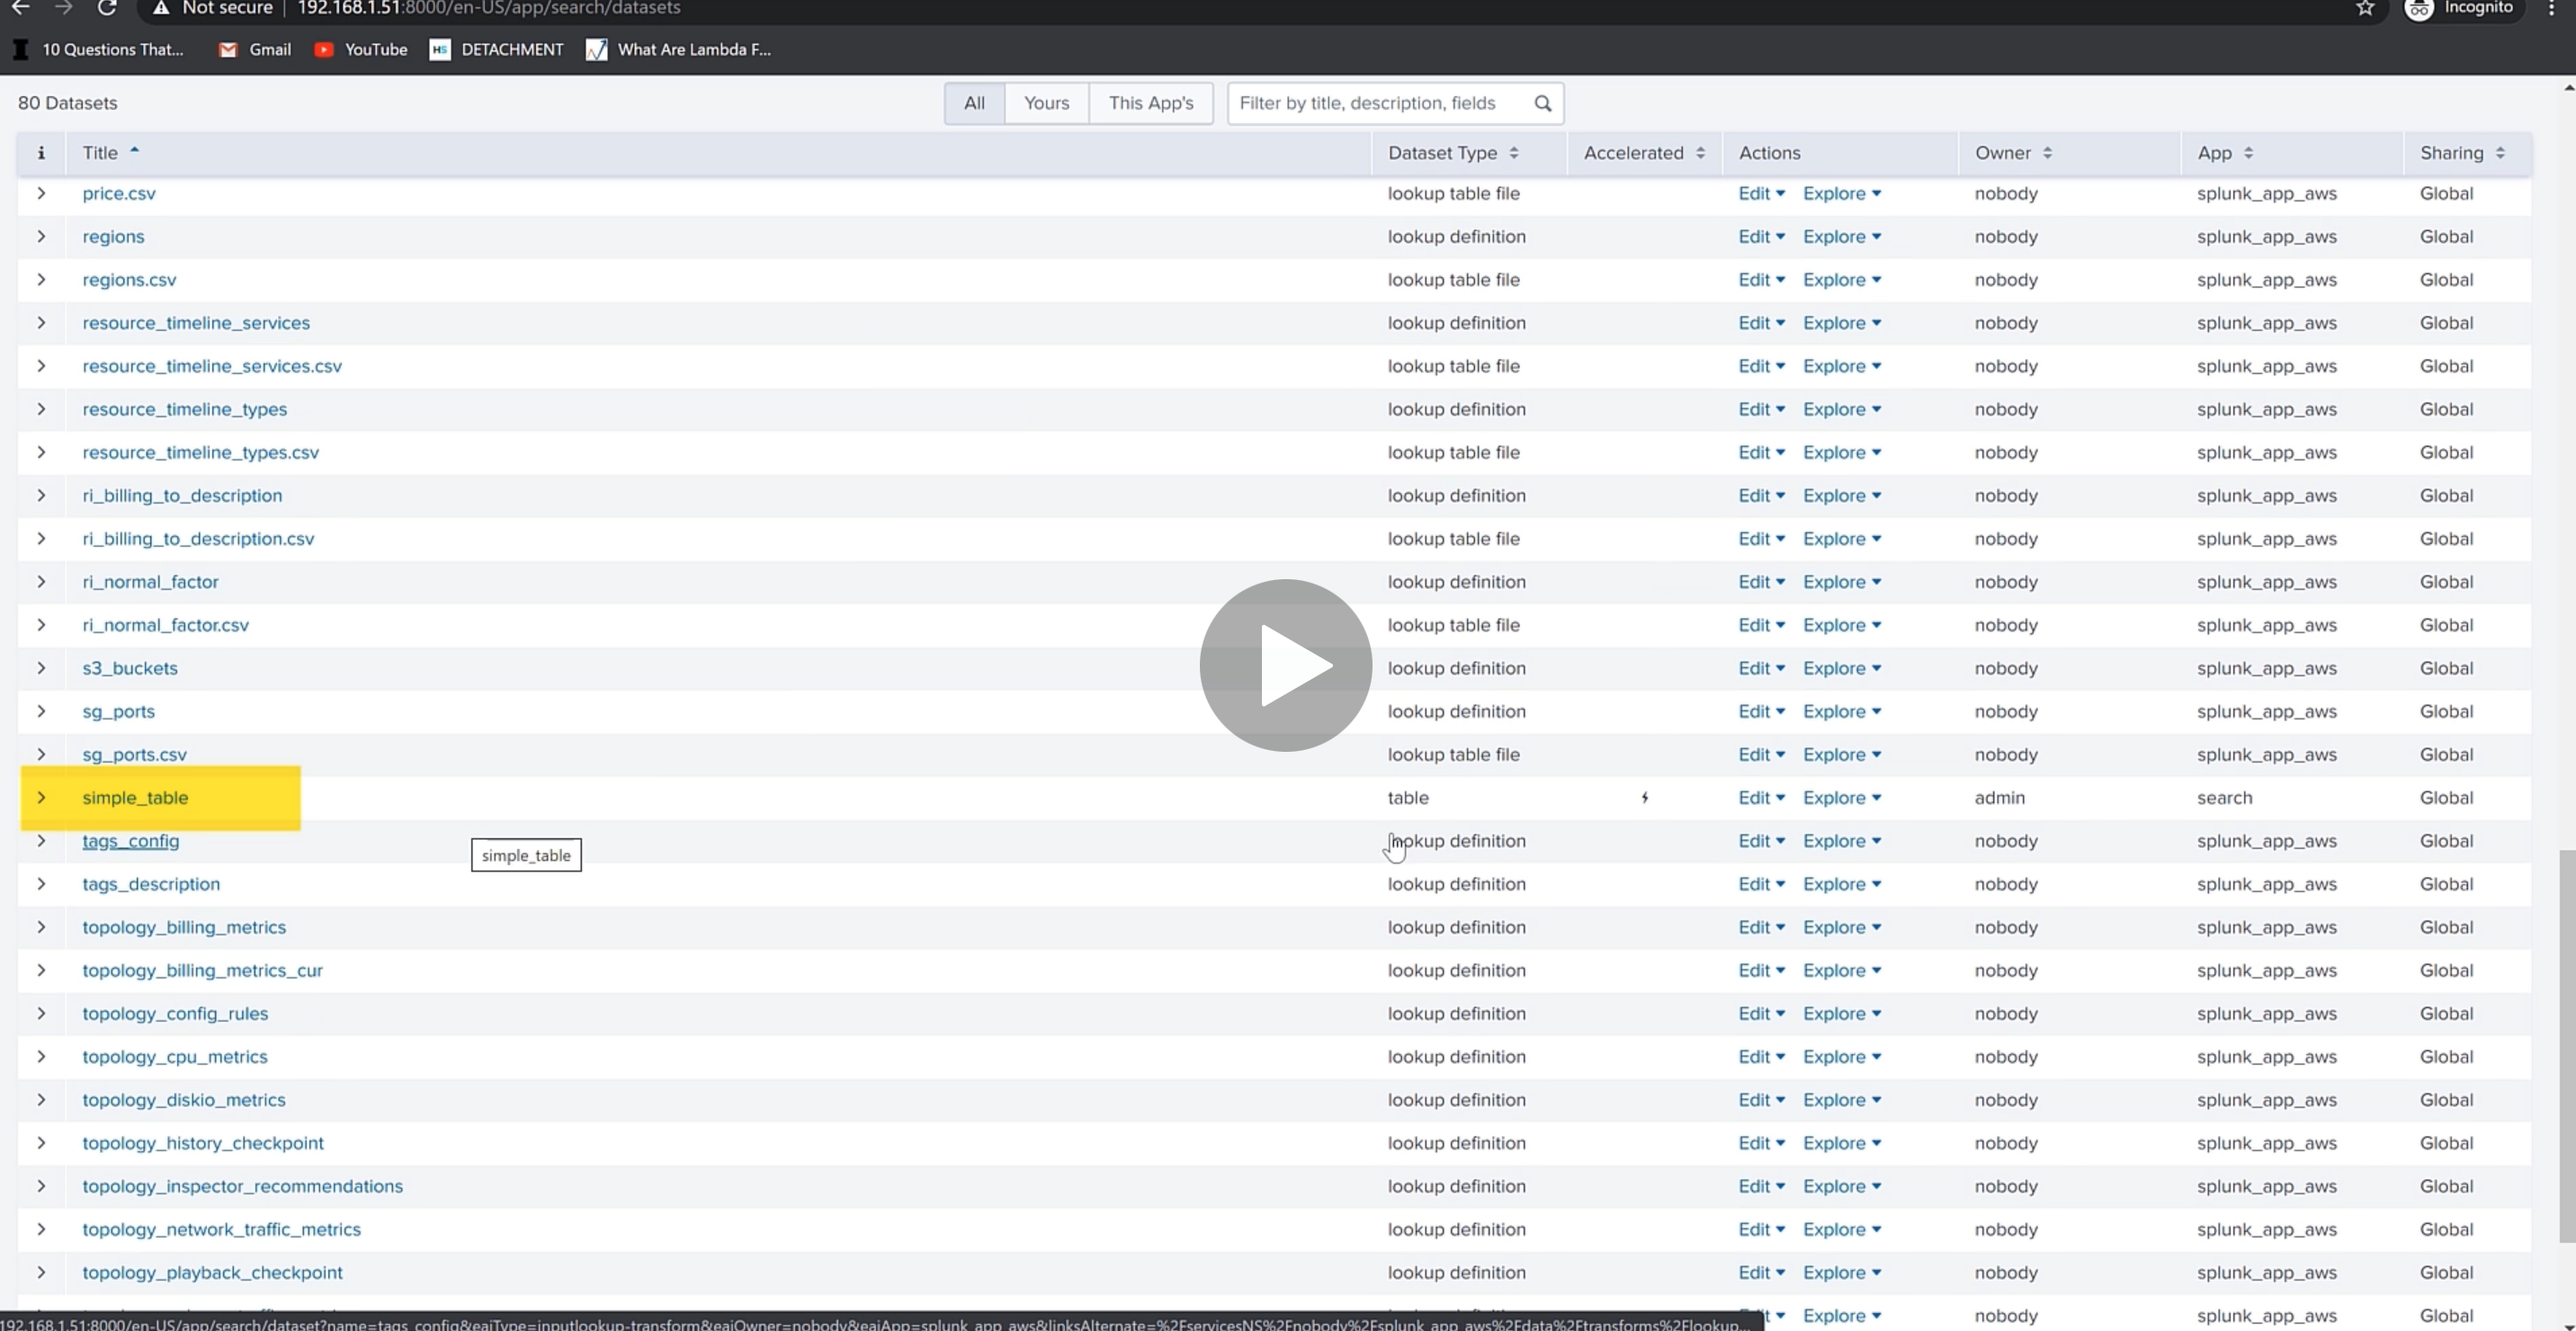 Not secure 192.168.1.51:8000/en-US/app/search/datasets Incognito
10 Questions That... Gmail YouTube HS DETACHMENT What Are Lambda F...
80 Datasets All Yours This App's Filter by title, description, fields
i Title Dataset Type Accelerated Actions Owner App Sharing
price.csv lookup table file Edit Explore nobody splunk_app_aws Global
regions lookup definition Edit Explore nobody splunk_app_aws Global
regions.csv lookup table file Edit Explore nobody splunk_app_aws Global
resource_timeline_services lookup definition Edit Explore nobody splunk_app_aws Global
resource_timeline_services.csv lookup table file Edit Explore nobody splunk_app_aws Global
resource_timeline_types lookup definition Edit Explore nobody splunk_app_aws Global
resource_timeline_types.csv lookup table file Edit Explore nobody splunk_app_aws Global
ri_billing_to_description lookup definition Edit Explore nobody splunk_app_aws Global
ri_billing_to_description.csv lookup table file Edit Explore nobody splunk_app_aws Global
ri_normal_factor lookup definition Edit Explore nobody splunk_app_aws Global
ri_normal_factor.csv lookup table file Edit Explore nobody splunk_app_aws Global
s3_buckets lookup definition Edit Explore nobody splunk_app_aws Global
sg_ports lookup definition Edit Explore nobody splunk_app_aws Global
sg_ports.csv lookup table file Edit Explore nobody splunk_app_aws Global
simple_table table Edit Explore admin search Global
tags_config lookup definition Edit Explore nobody splunk_app_aws Global
simple_table
tags_description lookup definition Edit Explore nobody splunk_app_aws Global
topology_billing_metrics lookup definition Edit Explore nobody splunk_app_aws Global
topology_billing_metrics_cur lookup definition Edit Explore nobody splunk_app_aws Global
topology_config_rules lookup definition Edit Explore nobody splunk_app_aws Global
topology_cpu_metrics lookup definition Edit Explore nobody splunk_app_aws Global
topology_diskio_metrics lookup definition Edit Explore nobody splunk_app_aws Global
topology_history_checkpoint lookup definition Edit Explore nobody splunk_app_aws Global
topology_inspector_recommendations lookup definition Edit Explore nobody splunk_app_aws Global
topology_network_traffic_metrics lookup definition Edit Explore nobody splunk_app_aws Global
topology_playback_checkpoint lookup definition Edit Explore nobody splunk_app_aws Global
Explore nobody splunk_app_aws Global
192.168.1.51:8000/en-US/app/search/dataset?name=tags_config&eaiType=inputlookup-transform&eaiOwner=nobody&eaiApp=splunk_app_aws&linksAlternate=%2FservicesNS%2Fnobody%2Fsplunk_app_aws%2Fdata%2Ftransforms%2Flookup...